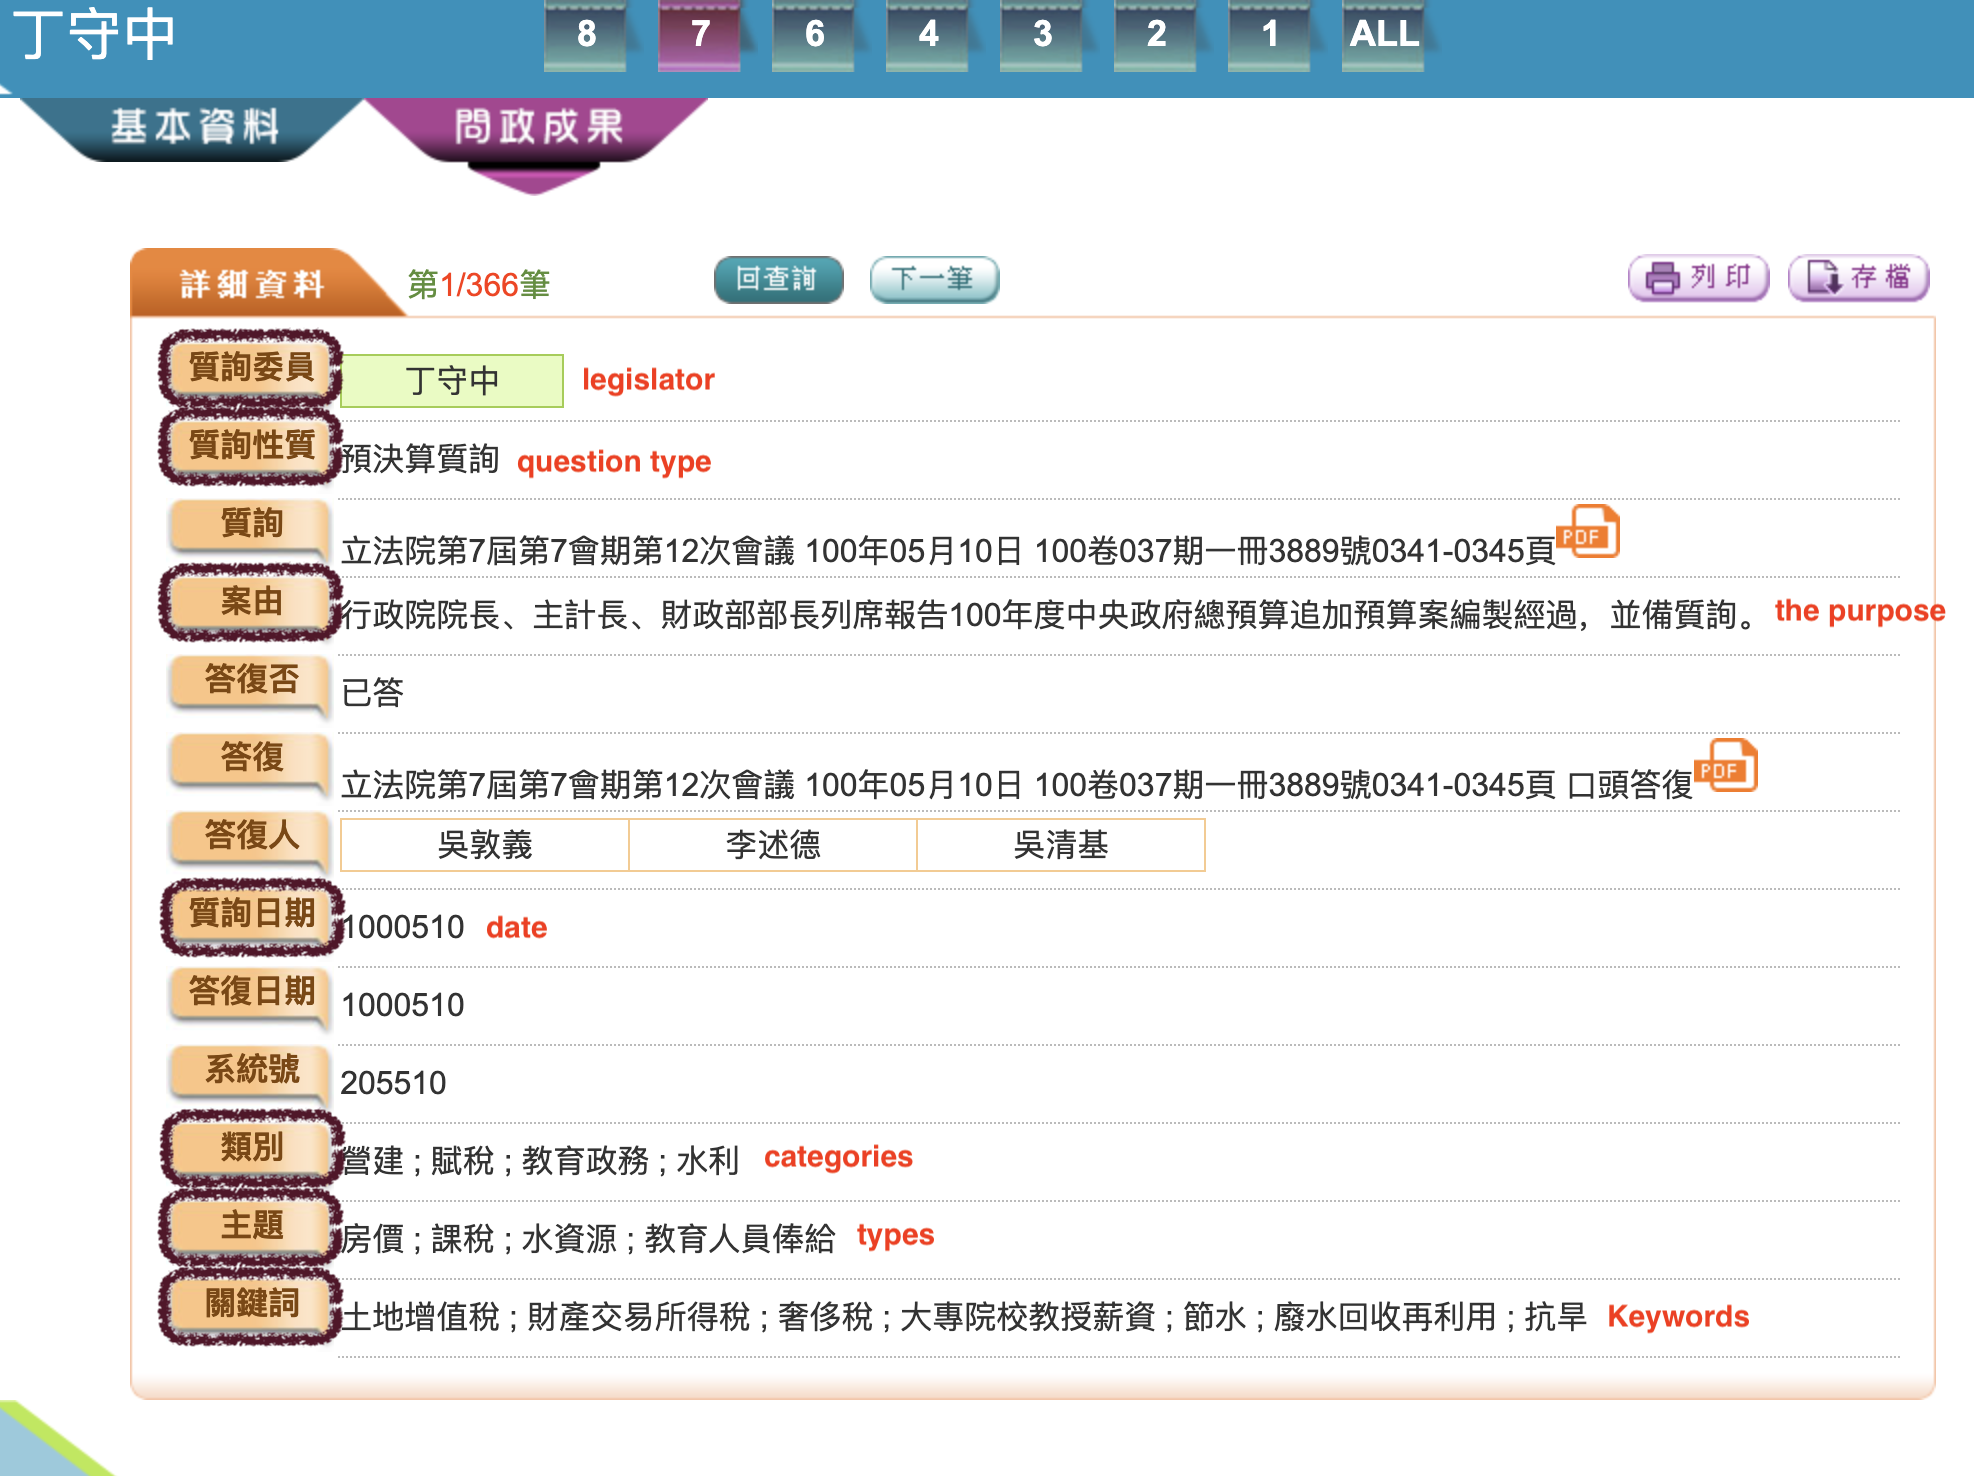 丁守中
8 7 6 4 3 2 1 ALL
基本資料 問政成果
詳細資料 第1/366筆 回查詢 下一筆 列印 存檔
質詢委員 丁守中 legislator
質詢性質 預決算質詢 question type
質詢 立法院第7屆第7會期第12次會議 100年05月10日 100卷037期一冊3889號0341-0345頁 PDF
案由 行政院院長、主計長、財政部部長列席報告100年度中央政府總預算追加預算案編製經過，並備質詢。 the purpose
答復否 已答
答復 立法院第7屆第7會期第12次會議 100年05月10日 100卷037期一冊3889號0341-0345頁 口頭答復 PDF
答復人 吳敦義 李述德 吳清基
質詢日期 1000510 date
答復日期 1000510
系統號 205510
類別 營建 ; 賦稅 ; 教育政務 ; 水利 categories
主題 房價 ; 課稅 ; 水資源 ; 教育人員俸給 types
關鍵詞 土地增值稅 ; 財產交易所得稅 ; 奢侈稅 ; 大專院校教授薪資 ; 節水 ; 廢水回收再利用 ; 抗旱 Keywords